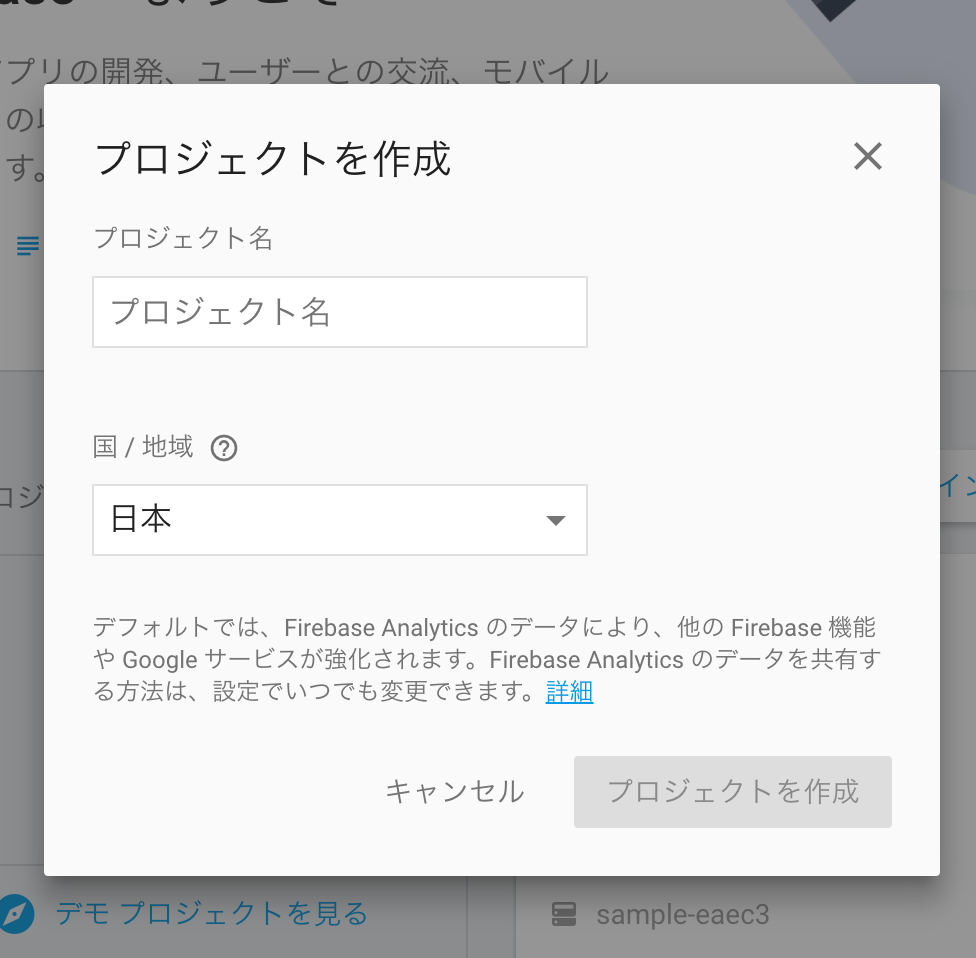 アプリの開発、ユーザーとの交流、モバイル
の
す。
プロジェクトを作成
プロジェクト名
プロジェクト名
国 / 地域
日本
ロジ
イン
デフォルトでは、Firebase Analytics のデータにより、他の Firebase 機能
や Google サービスが強化されます。Firebase Analytics のデータを共有す
る方法は、設定でいつでも変更できます。詳細
キャンセル
プロジェクトを作成
デモ プロジェクトを見る
sample-eaec3